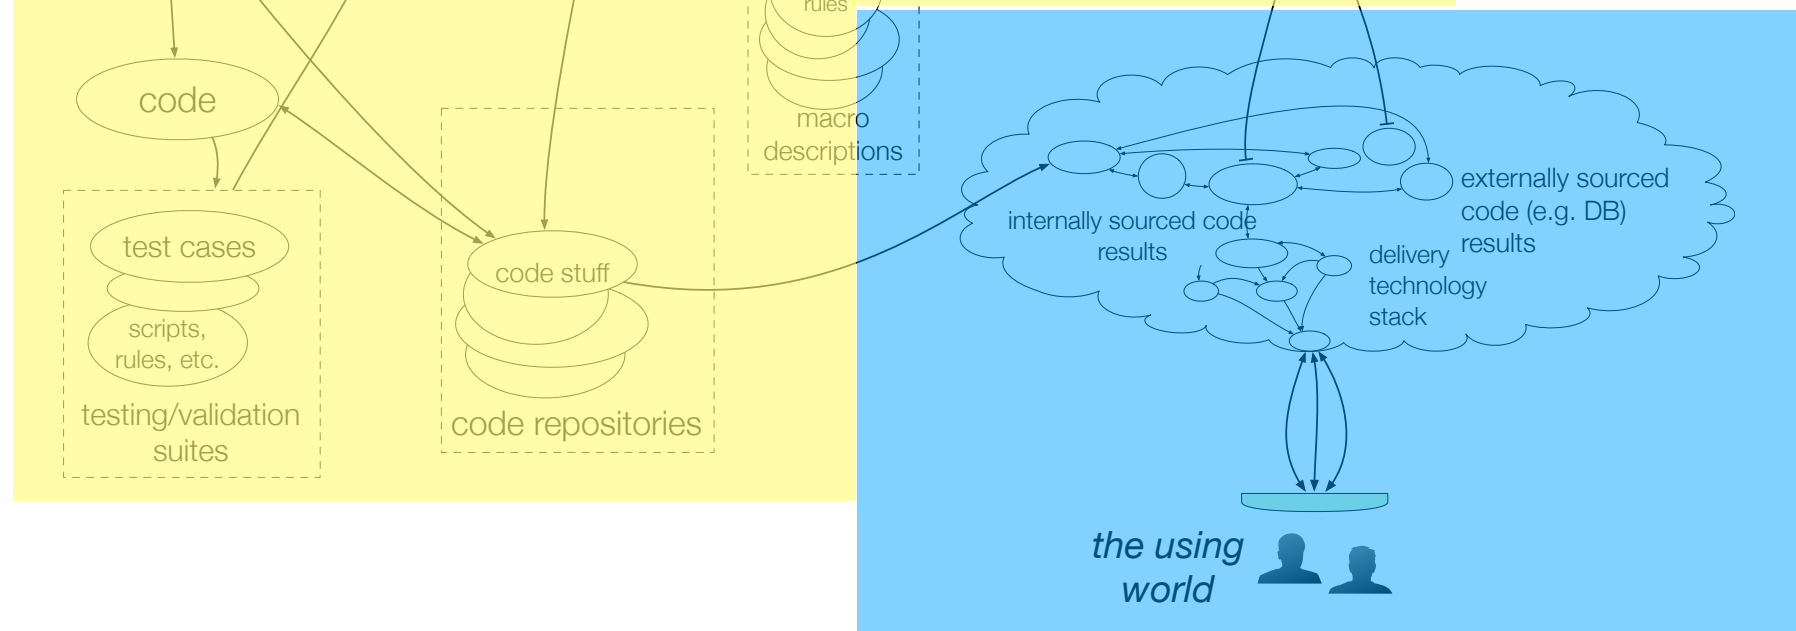 rules
code
macro
descriptions
test cases
scripts,
rules, etc.
testing/validation
suites
code stuff
code repositories
internally sourced code
results
externally sourced
code (e.g. DB)
results
delivery
technology
stack
the using
world